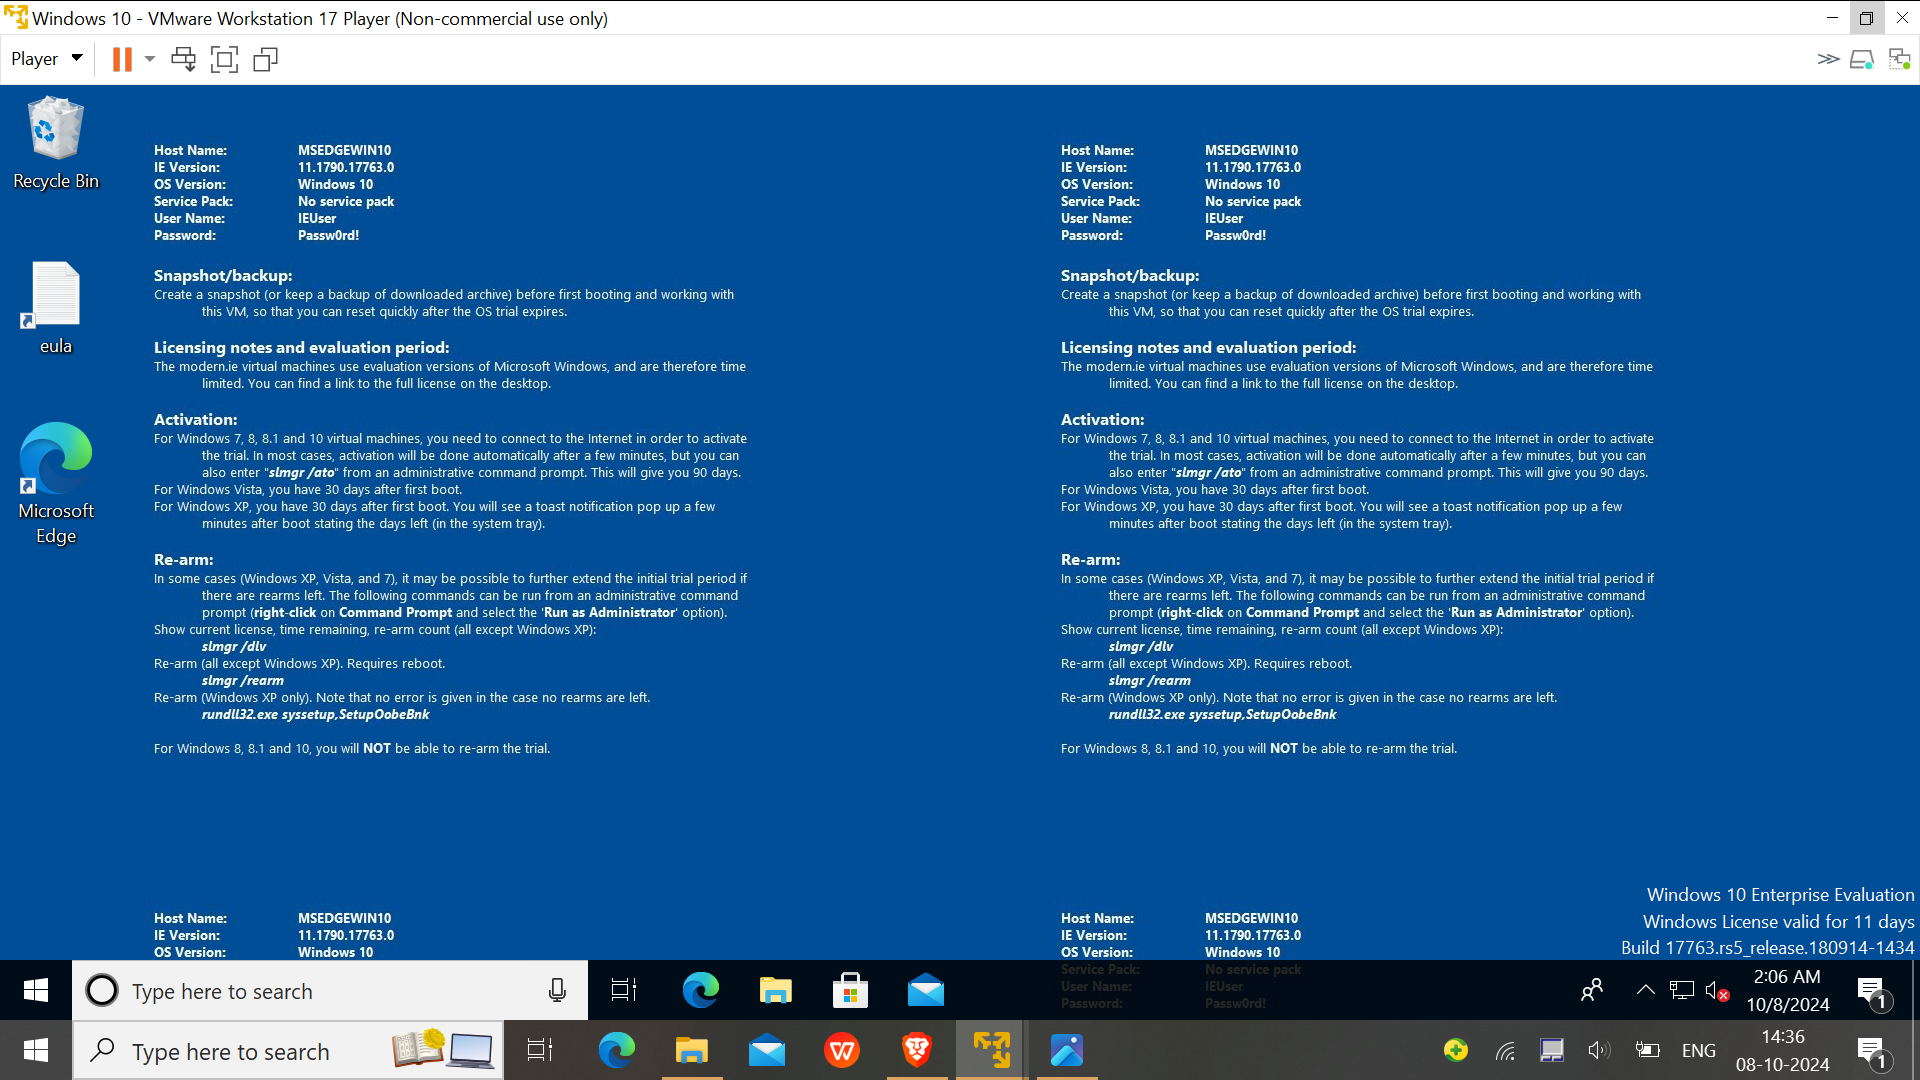 Windows 10 - VMware Workstation 17 Player (Non-commercial use only)
Player
Recycle Bin
eula
Microsoft
Edge
Host Name: MSEDGEWIN10
IE Version: 11.1790.17763.0
OS Version: Windows 10
Service Pack: No service pack
User Name: IEUser
Password: Passw0rd!
Snapshot/backup:
Create a snapshot (or keep a backup of downloaded archive) before first booting and working with
this VM, so that you can reset quickly after the OS trial expires.
Licensing notes and evaluation period:
The modern.ie virtual machines use evaluation versions of Microsoft Windows, and are therefore time
limited. You can find a link to the full license on the desktop.
Activation:
For Windows 7, 8, 8.1 and 10 virtual machines, you need to connect to the Internet in order to activate
the trial. In most cases, activation will be done automatically after a few minutes, but you can
also enter "slmgr /ato" from an administrative command prompt. This will give you 90 days.
For Windows Vista, you have 30 days after first boot.
For Windows XP, you have 30 days after first boot. You will see a toast notification pop up a few
minutes after boot stating the days left (in the system tray).
Re-arm:
In some cases (Windows XP, Vista, and 7), it may be possible to further extend the initial trial period if
there are rearms left. The following commands can be run from an administrative command
prompt (right-click on Command Prompt and select the 'Run as Administrator' option).
Show current license, time remaining, re-arm count (all except Windows XP):
slmgr /dlv
Re-arm (all except Windows XP). Requires reboot.
slmgr /rearm
Re-arm (Windows XP only). Note that no error is given in the case no rearms are left.
rundll32.exe syssetup,SetupOobeBnk
For Windows 8, 8.1 and 10, you will NOT be able to re-arm the trial.
Host Name: MSEDGEWIN10
IE Version: 11.1790.17763.0
OS Version: Windows 10
Host Name: MSEDGEWIN10
IE Version: 11.1790.17763.0
OS Version: Windows 10
Service Pack: No service pack
User Name: IEUser
Password: Passw0rd!
Snapshot/backup:
Create a snapshot (or keep a backup of downloaded archive) before first booting and working with
this VM, so that you can reset quickly after the OS trial expires.
Licensing notes and evaluation period:
The modern.ie virtual machines use evaluation versions of Microsoft Windows, and are therefore time
limited. You can find a link to the full license on the desktop.
Activation:
For Windows 7, 8, 8.1 and 10 virtual machines, you need to connect to the Internet in order to activate
the trial. In most cases, activation will be done automatically after a few minutes, but you can
also enter "slmgr /ato" from an administrative command prompt. This will give you 90 days.
For Windows Vista, you have 30 days after first boot.
For Windows XP, you have 30 days after first boot. You will see a toast notification pop up a few
minutes after boot stating the days left (in the system tray).
Re-arm:
In some cases (Windows XP, Vista, and 7), it may be possible to further extend the initial trial period if
there are rearms left. The following commands can be run from an administrative command
prompt (right-click on Command Prompt and select the 'Run as Administrator' option).
Show current license, time remaining, re-arm count (all except Windows XP):
slmgr /dlv
Re-arm (all except Windows XP). Requires reboot.
slmgr /rearm
Re-arm (Windows XP only). Note that no error is given in the case no rearms are left.
rundll32.exe syssetup,SetupOobeBnk
For Windows 8, 8.1 and 10, you will NOT be able to re-arm the trial.
Host Name: MSEDGEWIN10
IE Version: 11.1790.17763.0
OS Version: Windows 10
Service Pack: No service pack
User Name: IEUser
Password: Passw0rd!
Windows 10 Enterprise Evaluation
Windows License valid for 11 days
Build 17763.rs5_release.180914-1434
Type here to search
2:06 AM
10/8/2024
1
Type here to search
W
ENG
14:36
08-10-2024
1